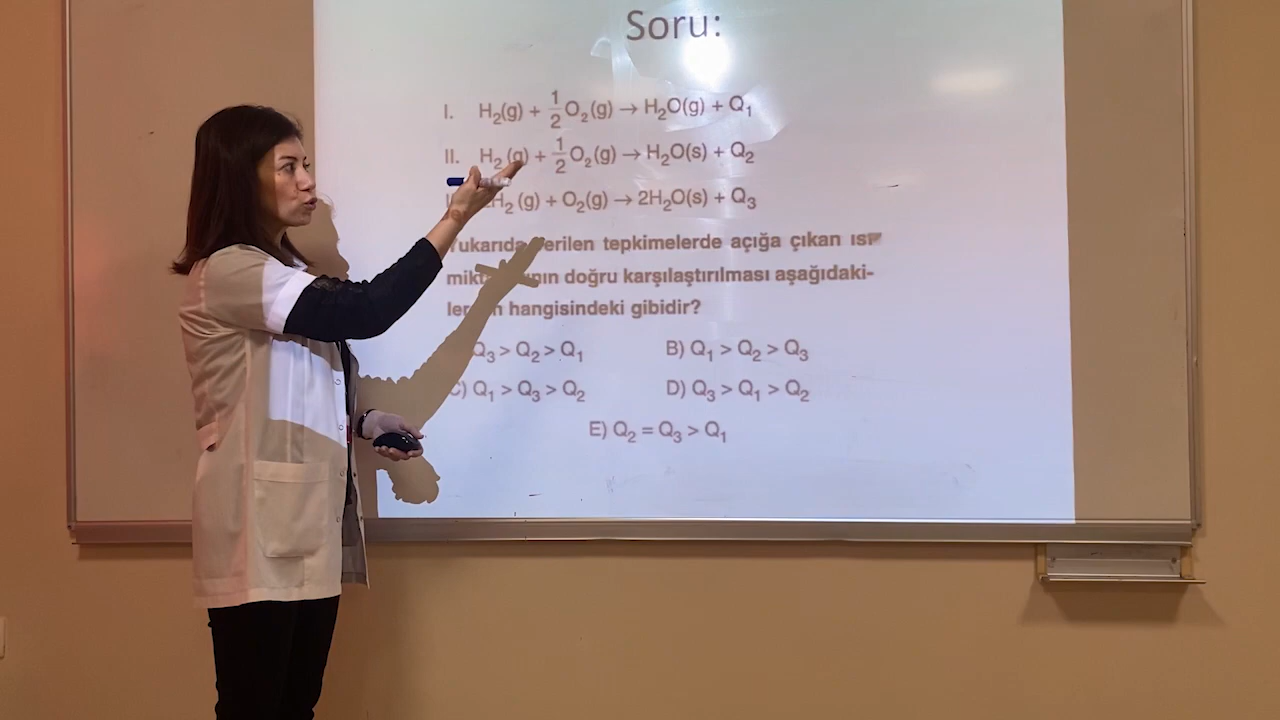 Soru:
I. H₂(g) + 1/2 O₂(g) → H₂O(g) + Q₁
II. H₂(g) + 1/2 O₂(g) → H₂O(s) + Q₂
H₂(g) + O₂(g) → 2H₂O(s) + Q₃
tepkimelerde açığa çıkan ısı
doğru karşılaştırılması aşağıdaki-
hangisindeki gibidir?
Q₃ > Q₂ > Q₁ B) Q₁ > Q₂ > Q₃
C) Q₁ > Q₃ > Q₂ D) Q₃ > Q₁ > Q₂
E) Q₂ = Q₃ > Q₁